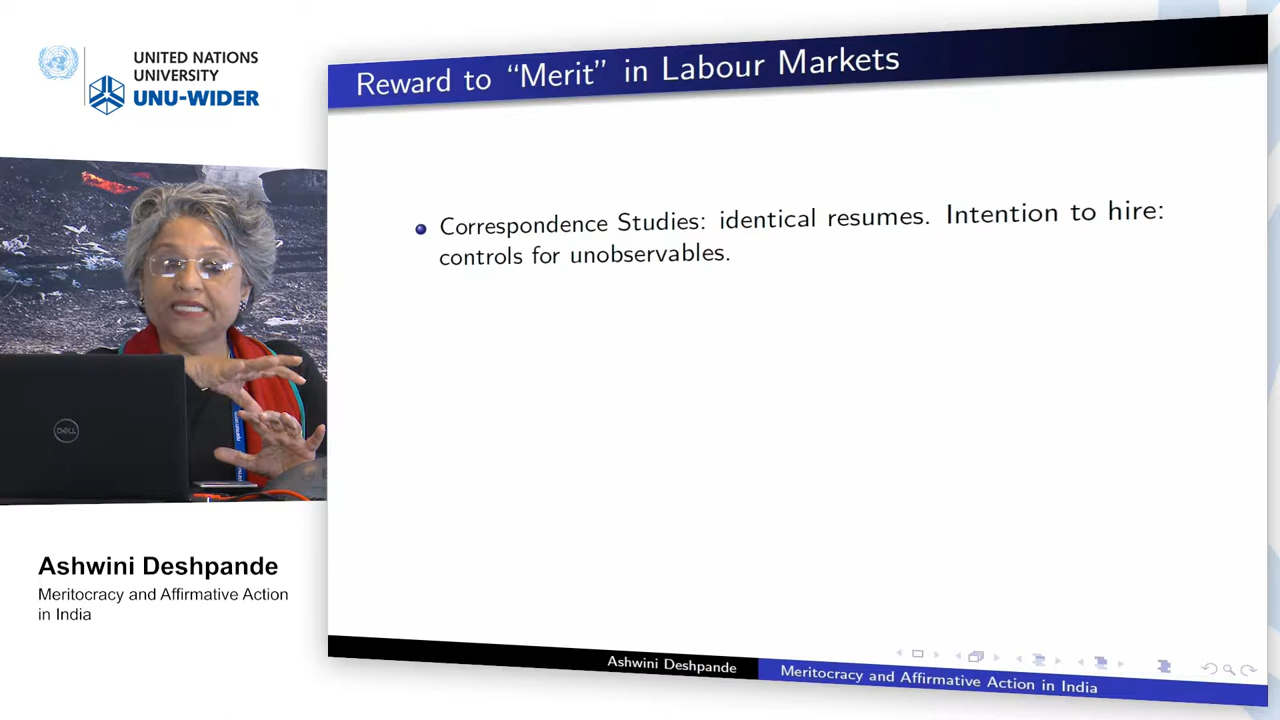 UNITED NATIONS
UNIVERSITY
UNU-WIDER
Reward to “Merit” in Labour Markets
Correspondence Studies: identical resumes. Intention to hire:
controls for unobservables.
DELL
Ashwini Deshpande
Meritocracy and Affirmative Action
in India
Ashwini Deshpande
Meritocracy and Affirmative Action in India